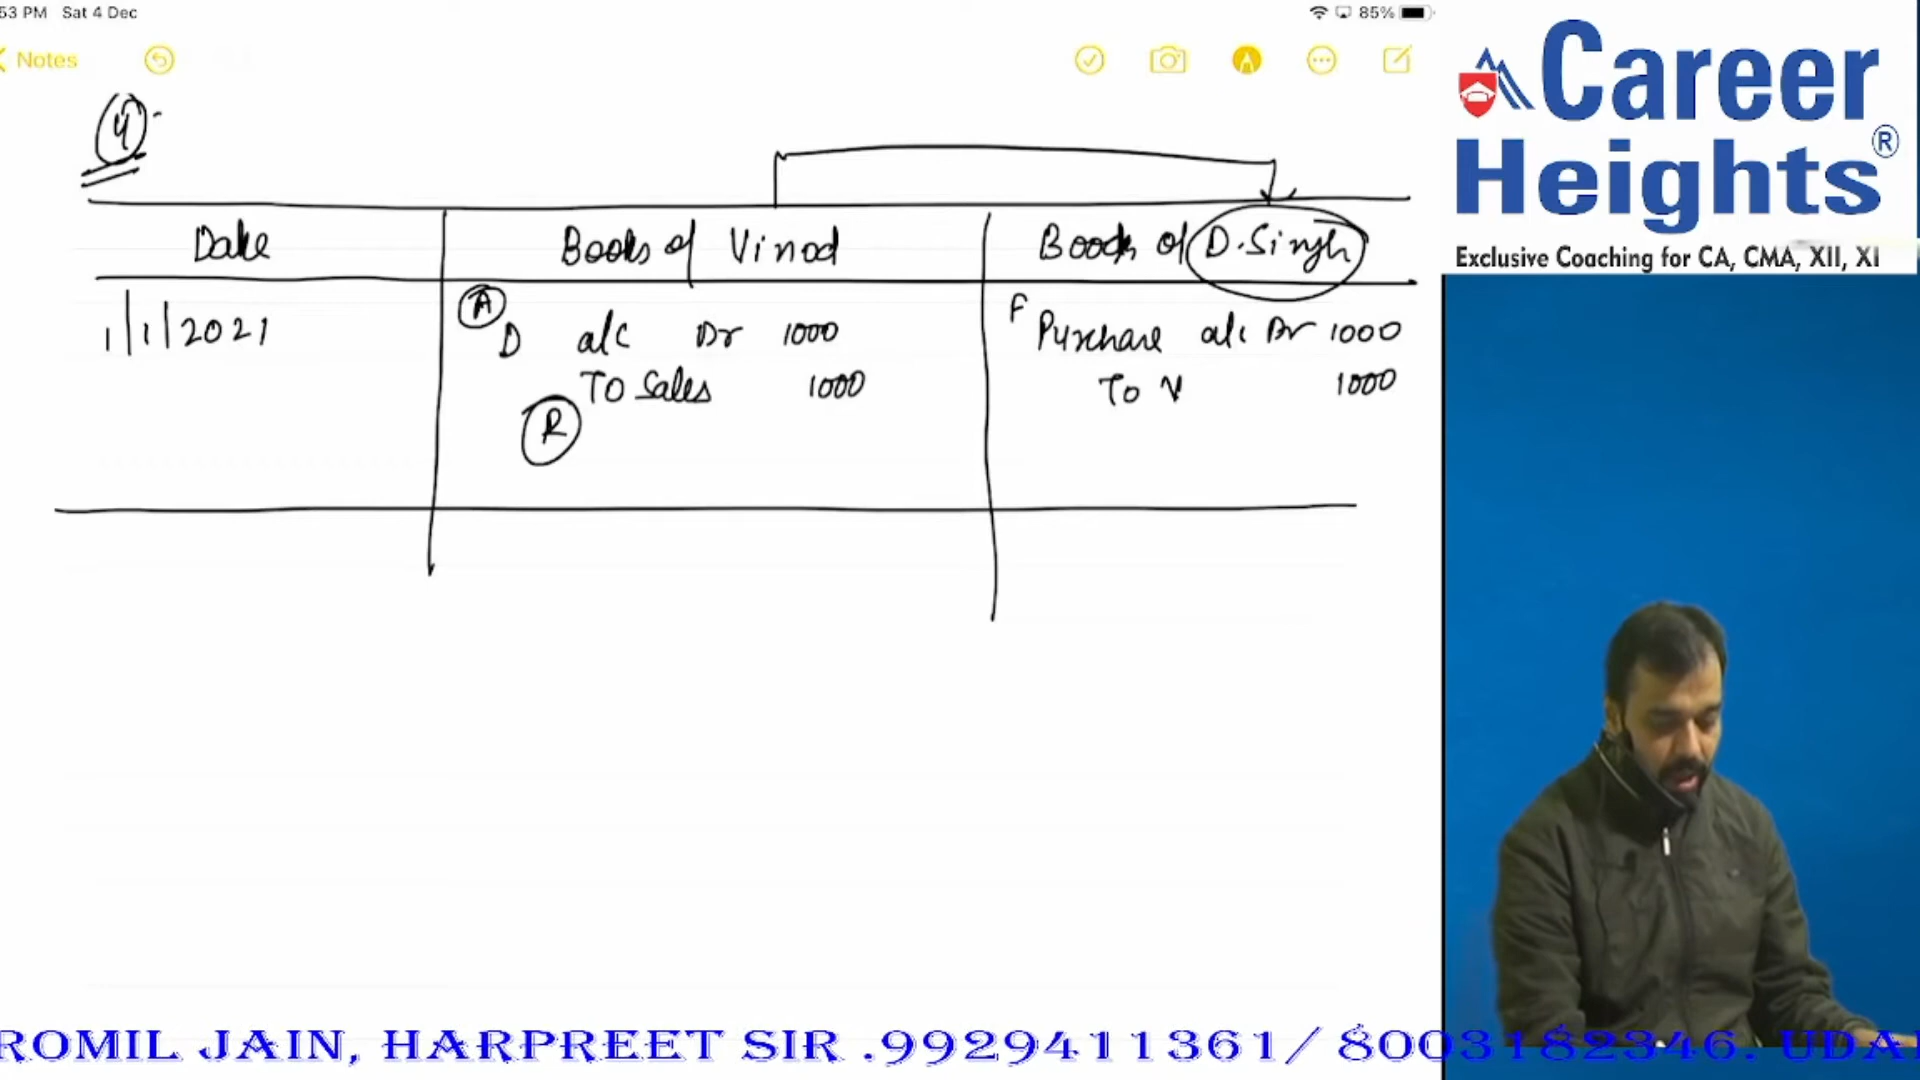 53 PM Sat 4 Dec
85%
Notes
4
Date
Books of Vinod
Books of D.Singh
1/1/2021
A
D a/c Dr 1000
To Sales 1000
R
F
Purchase a/c Dr 1000
To V 1000
Career
Heights®
Exclusive Coaching for CA, CMA, XII, XI
ROMIL JAIN, HARPREET SIR .9929411361/ 8003182346. UDA